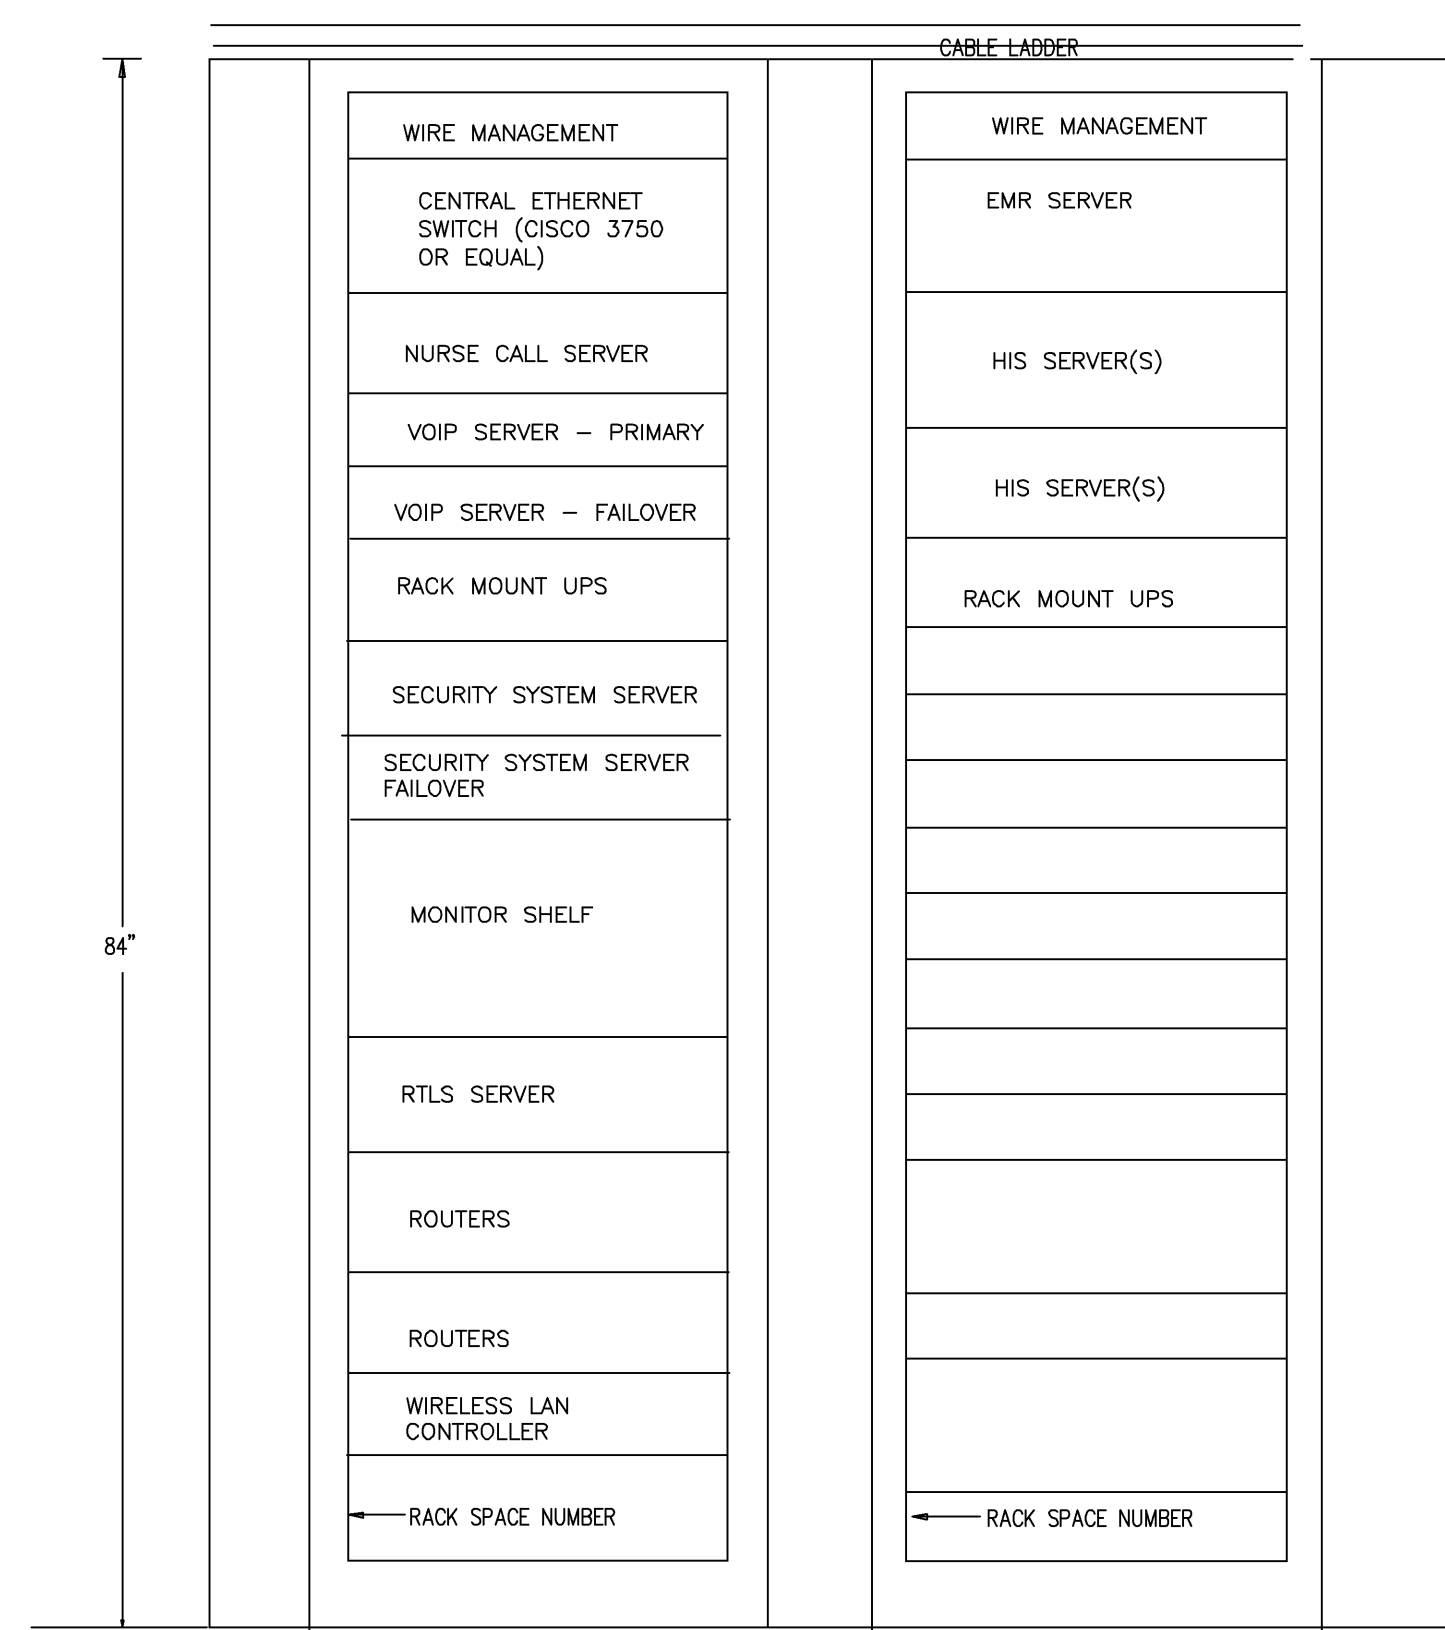 CABLE LADDER
WIRE MANAGEMENT
CENTRAL ETHERNET
SWITCH (CISCO 3750
OR EQUAL)
NURSE CALL SERVER
VOIP SERVER – PRIMARY
VOIP SERVER – FAILOVER
RACK MOUNT UPS
SECURITY SYSTEM SERVER
SECURITY SYSTEM SERVER
FAILOVER
MONITOR SHELF
RTLS SERVER
ROUTERS
ROUTERS
WIRELESS LAN
CONTROLLER
RACK SPACE NUMBER
WIRE MANAGEMENT
EMR SERVER
HIS SERVER(S)
HIS SERVER(S)
RACK MOUNT UPS
RACK SPACE NUMBER
84"